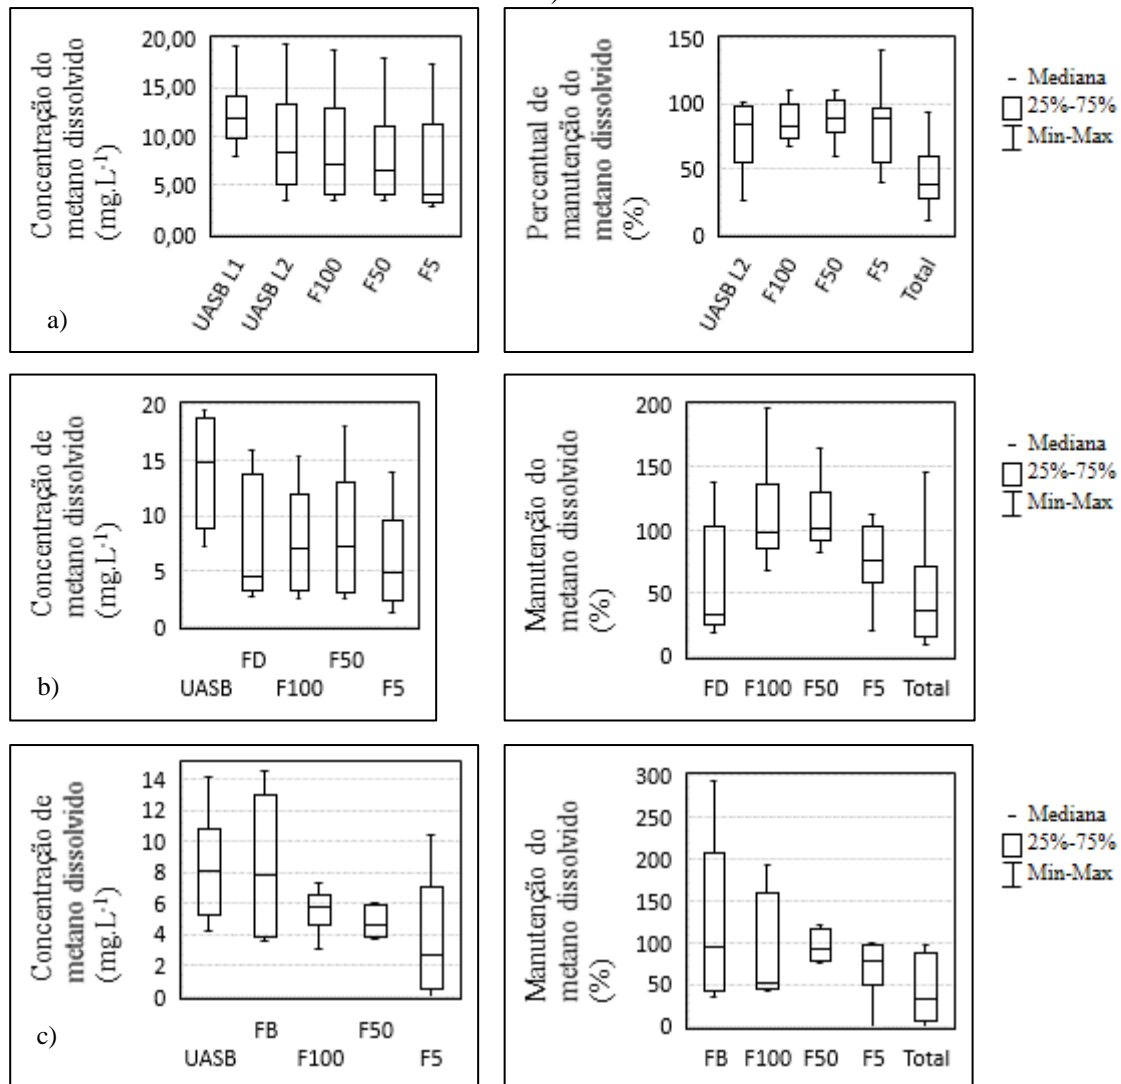 )
Concentração do
metano dissolvido
(mg.L-1)
20,00
15,00
10,00
5,00
0,00
UASB L1
UASB L2
F100
F50
F5
a)
Percentual de
manutenção do
metano dissolvido
(%)
150
100
50
0
UASB L2
F100
F50
F5
Total
- Mediana
25%-75%
Min-Max
Concentração de
metano dissolvido
(mg.L-1)
20
15
10
5
0
FD
F50
UASB
F100
F5
b)
Manutenção do
metano dissolvido
(%)
200
150
100
50
0
FD F100 F50 F5 Total
- Mediana
25%-75%
Min-Max
Concentração de
metano dissolvido
(mg.L-1)
14
12
10
8
6
4
2
0
FB
F50
UASB
F100
F5
c)
Manutenção do
metano dissolvido
(%)
300
250
200
150
100
50
0
FB F100 F50 F5 Total
- Mediana
25%-75%
Min-Max